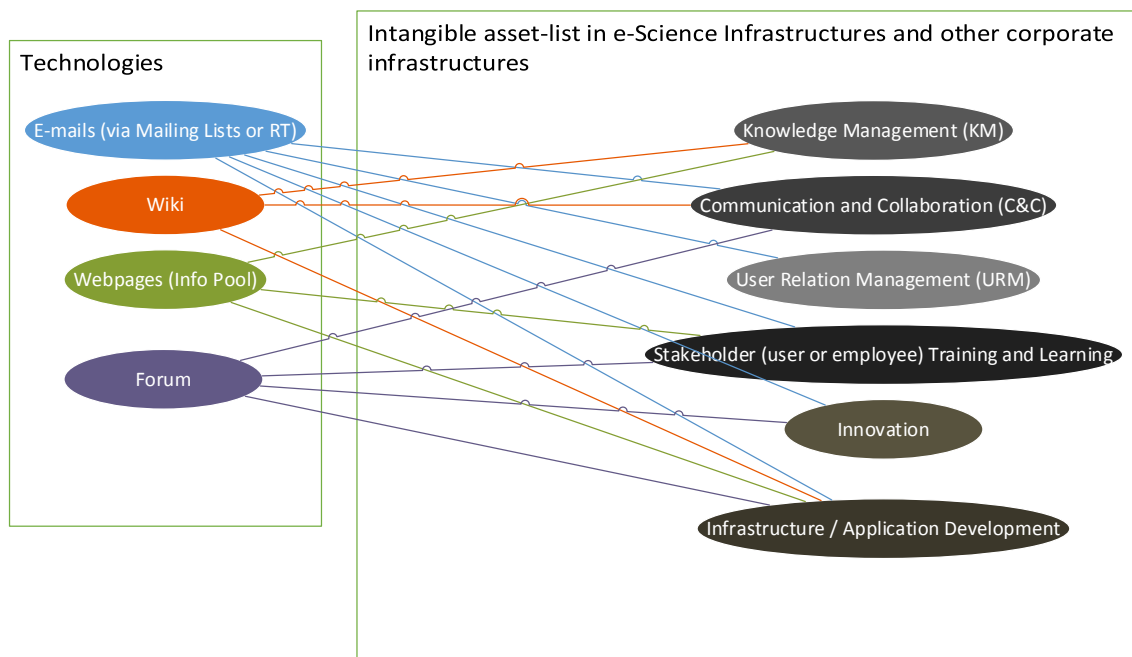 Technologies
E-mails (via Mailing Lists or RT)
Wiki
Webpages (Info Pool)
Forum
Intangible asset-list in e-Science Infrastructures and other corporate
infrastructures
Knowledge Management (KM)
Communication and Collaboration (C&C)
User Relation Management (URM)
Stakeholder (user or employee) Training and Learning
Innovation
Infrastructure / Application Development